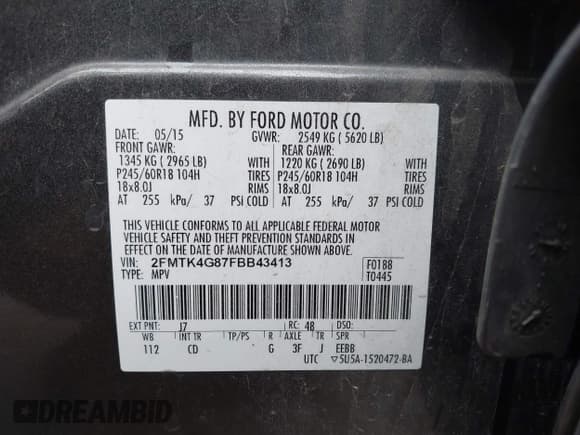 MFD. BY FORD MOTOR CO.
DATE: 05/15 GVWR: 2549 KG ( 5620 LB)
FRONT GAWR: REAR GAWR:
1345 KG ( 2965 LB) WITH 1220 KG ( 2690 LB) WITH
P245/60R18 104H TIRES P245/60R18 104H TIRES
18x8.0J RIMS 18x8.0J RIMS
AT 255 kPa/ 37 PSI COLD AT 255 kPa/ 37 PSI COLD
THIS VEHICLE CONFORMS TO ALL APPLICABLE FEDERAL MOTOR
VEHICLE SAFETY AND THEFT PREVENTION STANDARDS IN
EFFECT ON THE DATE OF MANUFACTURE SHOWN ABOVE.
VIN: 2FMTK4G87FBB43413 F0188
TYPE: MPV T0445
EXT PNT: J7 RC: 48 DSO:
WB INT TR TP/PS R AXLE TR SPR
112 CD G 3F J EEBB
UTC ▽5U5A-1520472-BA
DREAMBID